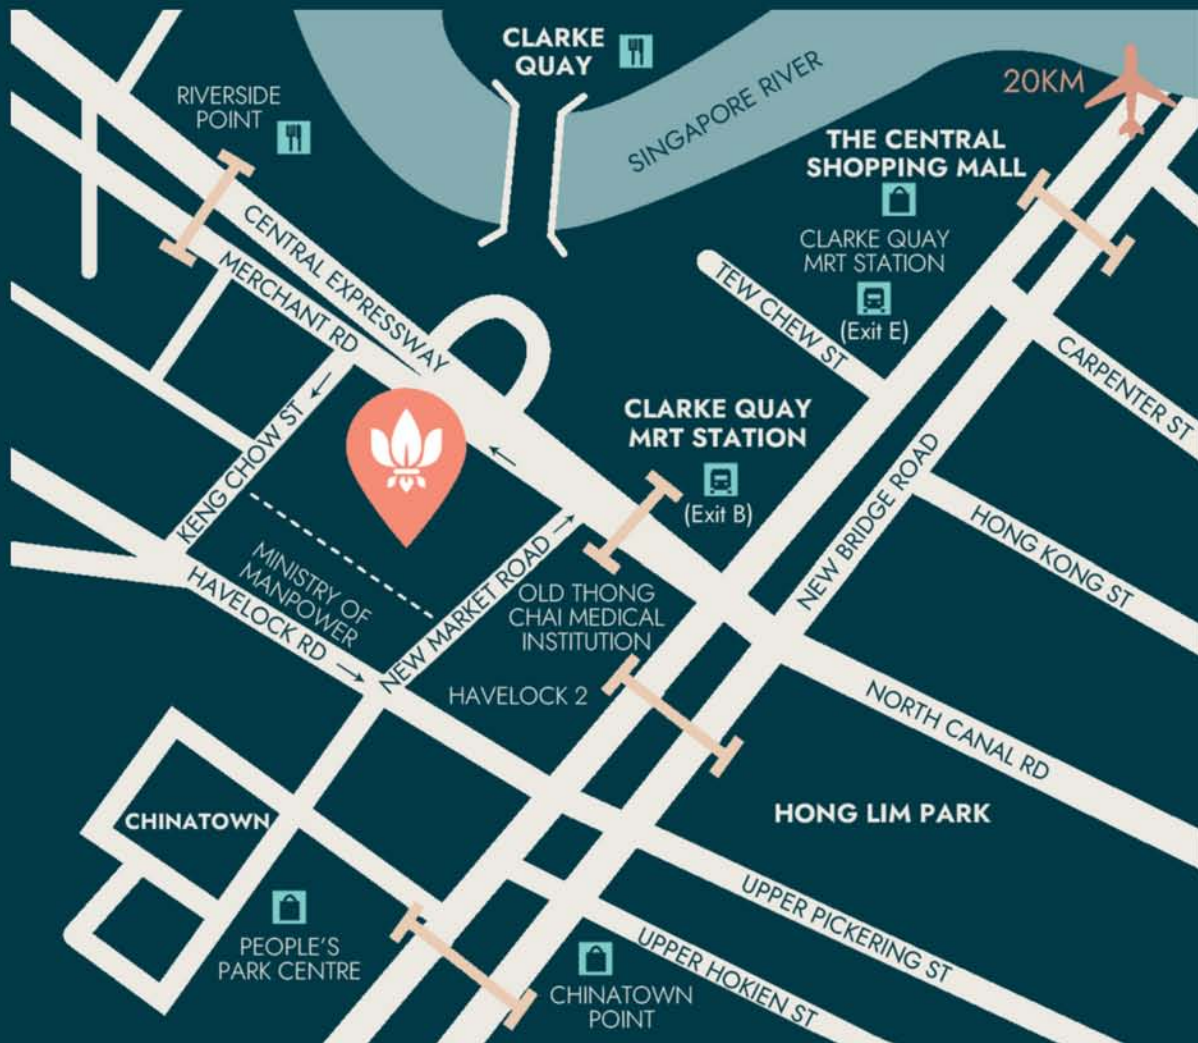 CLARKE
QUAY
SINGAPORE RIVER
20KM
RIVERSIDE
POINT
THE CENTRAL
SHOPPING MALL
CLARKE QUAY
MRT STATION
(Exit E)
CENTRAL EXPRESSWAY
MERCHANT RD
TEW CHEW ST
CARPENTER ST
KENG CHOW ST
CLARKE QUAY
MRT STATION
(Exit B)
NEW BRIDGE ROAD
HONG KONG ST
MINISTRY OF
MANPOWER
HAVELOCK RD
NEW MARKET ROAD
OLD THONG
CHAI MEDICAL
INSTITUTION
HAVELOCK 2
NORTH CANAL RD
CHINATOWN
HONG LIM PARK
PEOPLE'S
PARK CENTRE
UPPER PICKERING ST
UPPER HOKIEN ST
CHINATOWN
POINT